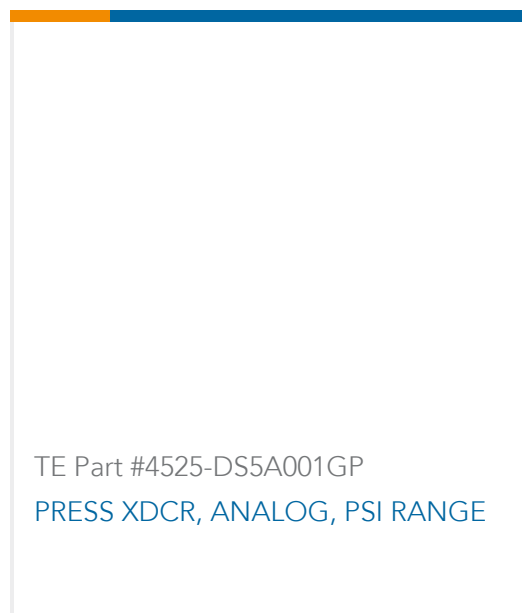 TE Part #4525-DS5A001GP
PRESS XDCR, ANALOG, PSI RANGE